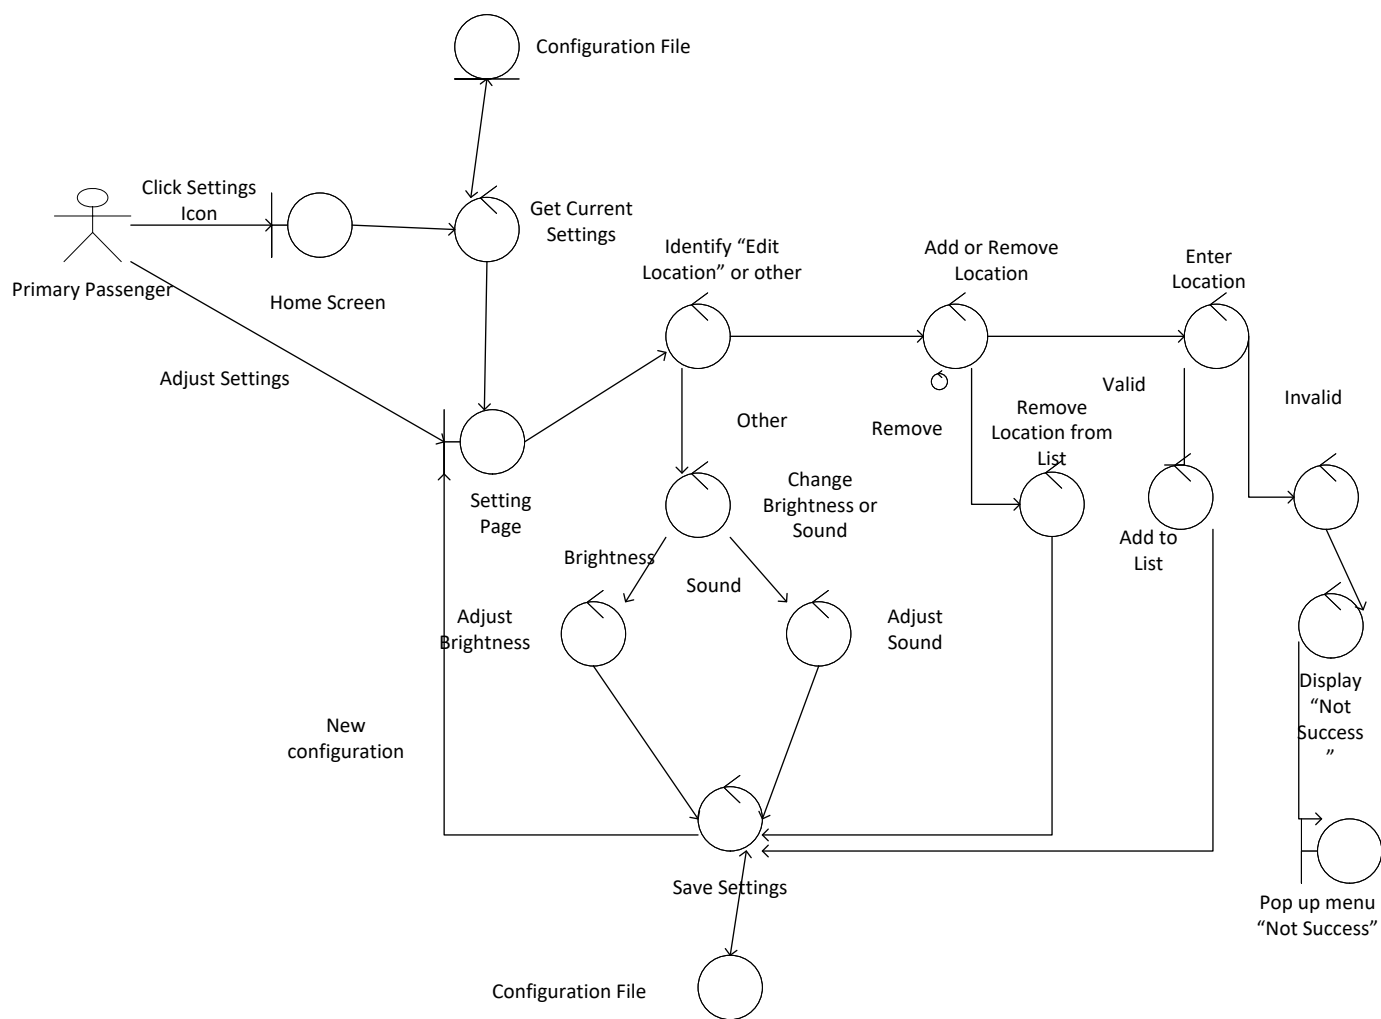 Configuration File
Click Settings
Icon
Get Current
Settings
Primary Passenger
Home Screen
Identify “Edit
Location” or other
Add or Remove
Location
Enter
Location
Adjust Settings
Other
Remove
Remove
Location from
List
Valid
Invalid
Setting
Page
Change
Brightness or
Sound
Add to
List
Brightness
Sound
Adjust
Brightness
Adjust
Sound
Display
“Not
Success
”
New
configuration
Save Settings
Pop up menu
“Not Success”
Configuration File